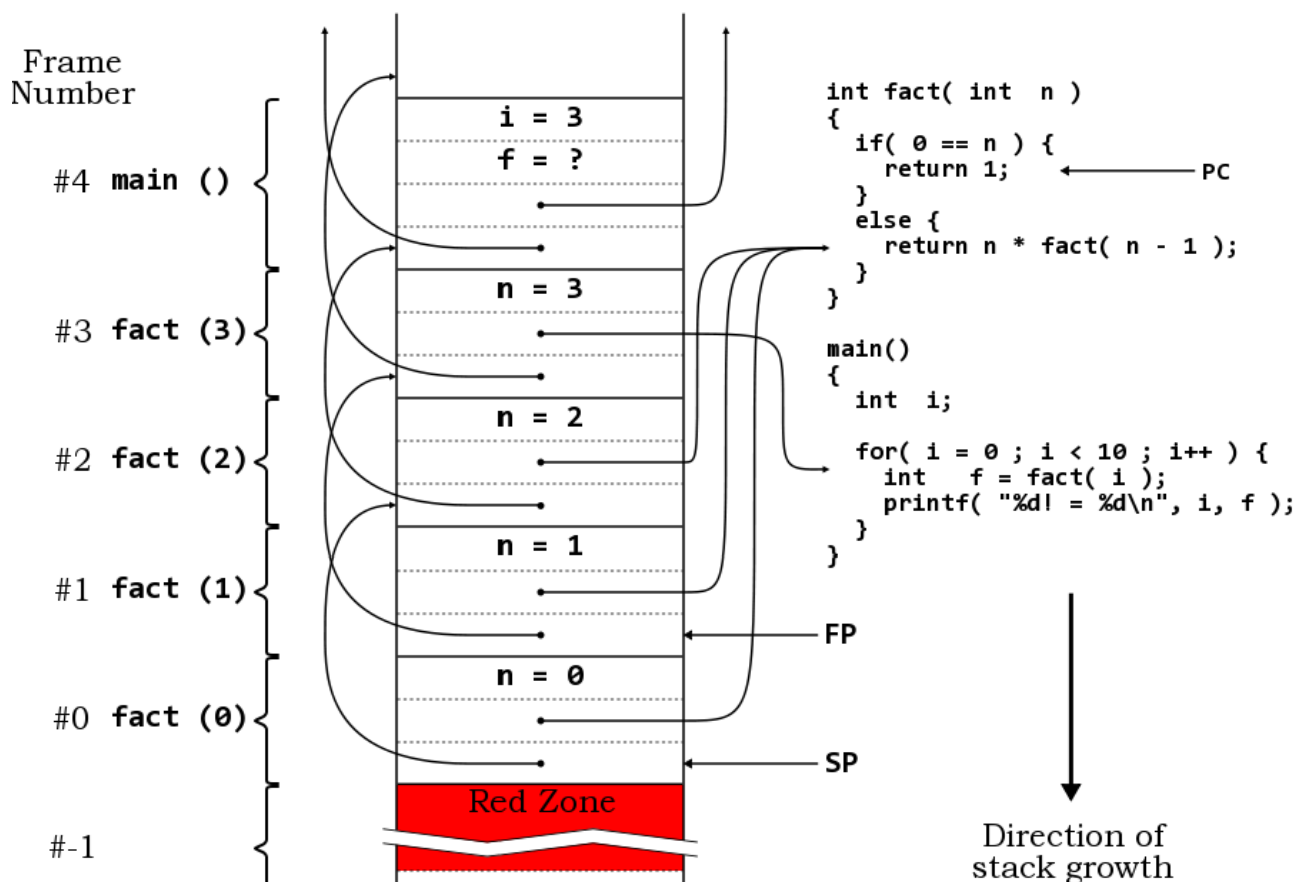 Frame
Number
#4 main ()
#3 fact (3)
#2 fact (2)
#1 fact (1)
#0 fact (0)
#-1
i = 3
f = ?
n = 3
n = 2
n = 1
n = 0
Red Zone
int fact( int  n )
{
  if( 0 == n ) {
    return 1;
  }
  else {
    return n * fact( n - 1 );
  }
}
PC
main()
{
  int  i;
  for( i = 0 ; i < 10 ; i++ ) {
    int   f = fact( i );
    printf( "%d! = %d\n", i, f );
  }
}
FP
SP
Direction of
stack growth